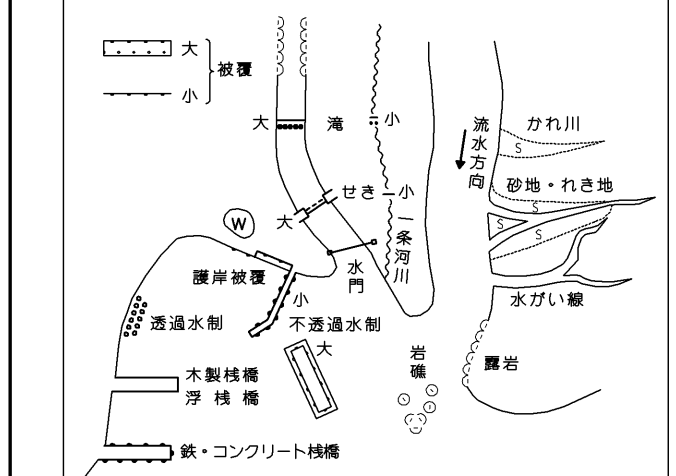 大
小
被覆
大
滝
小
流水方向
かれ川
S
せき
小
砂地・れき地
S
大
W
一条河川
S
S
護岸被覆
水門
小
水がい線
透過水制
不透過水制
大
岩礁
露岩
木製桟橋
浮桟橋
鉄・コンクリート桟橋